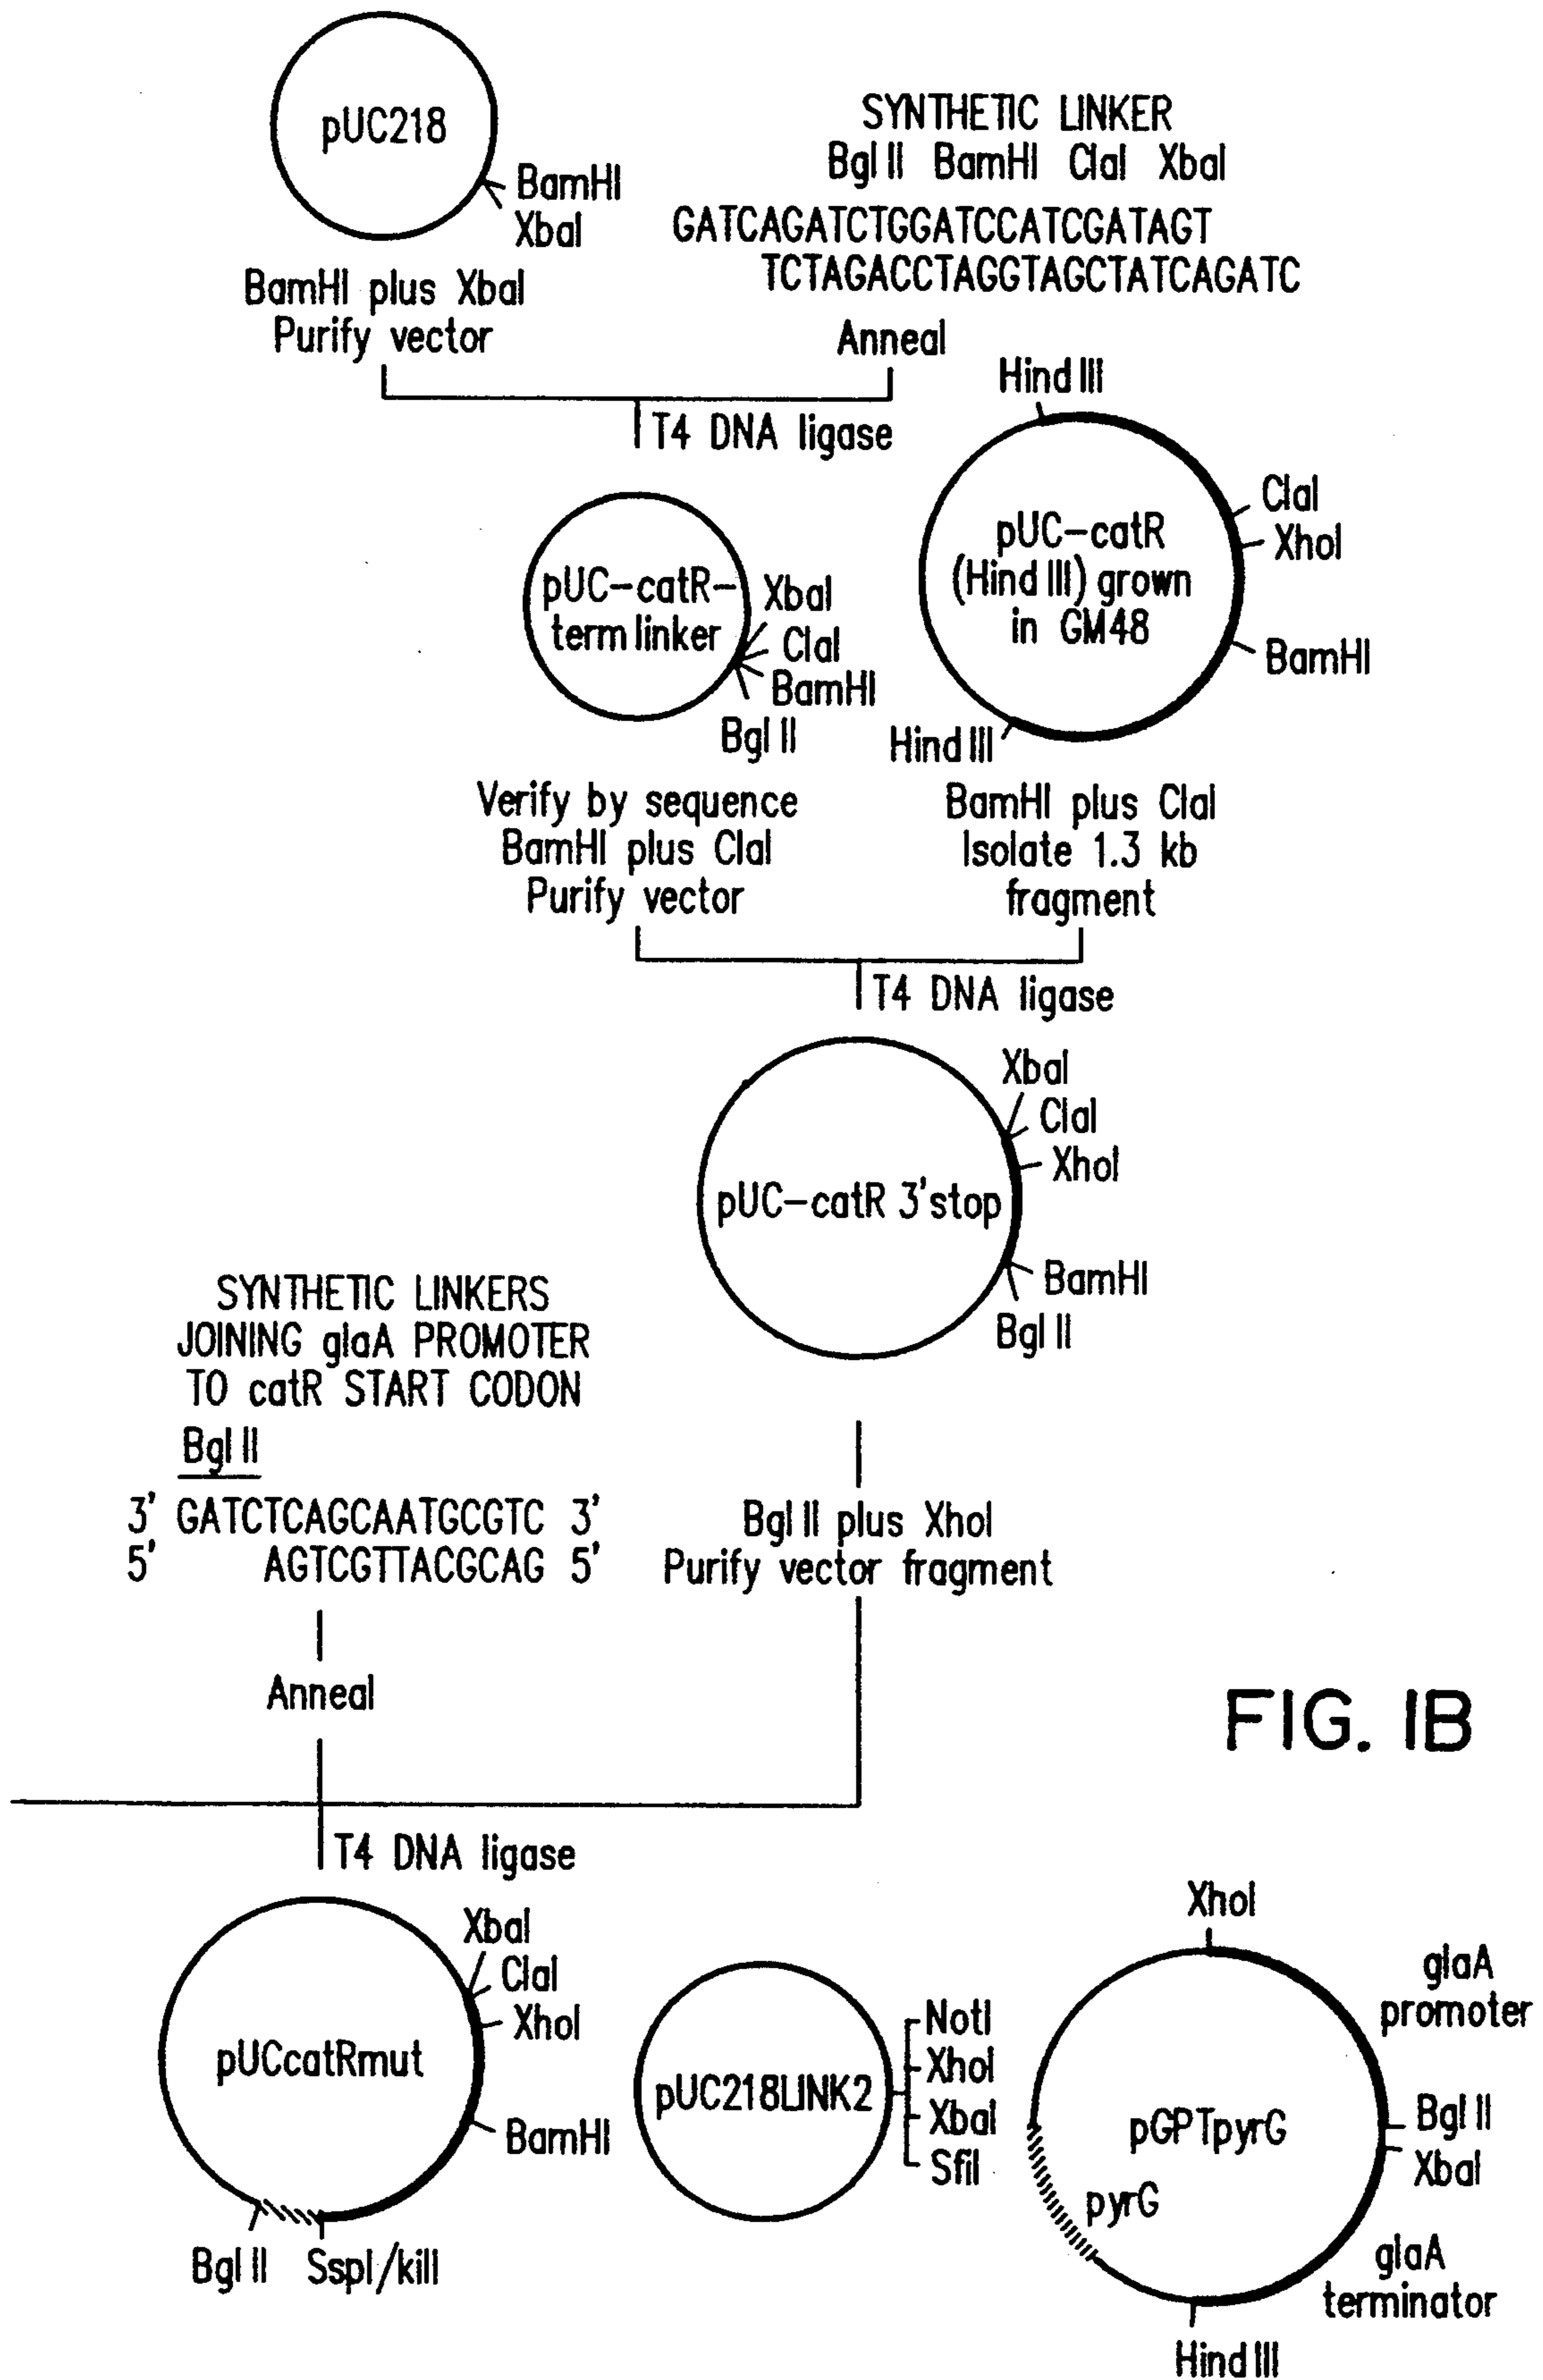 pUC218
BamHI
XbaI
BamHI plus XbaI
Purify vector
SYNTHETIC LINKER
Bgl II BamHI ClaI XbaI
GATCAGATCTGGATCCATCGATAGT
TCTAGACCTAGGTAGCTATCAGATC
Anneal
T4 DNA ligase
pUC-catR-
term linker
XbaI
ClaI
BamHI
Bgl II
Verify by sequence
BamHI plus ClaI
Purify vector
Hind III
pUC-catR
(Hind III) grown
in GM48
ClaI
XhoI
BamHI
Hind III
BamHI plus ClaI
Isolate 1.3 kb
fragment
T4 DNA ligase
pUC-catR 3'stop
XbaI
ClaI
XhoI
BamHI
Bgl II
SYNTHETIC LINKERS
JOINING glaA PROMOTER
TO catR START CODON
Bgl II
3' GATCTCAGCAATGCGTC 3'
5' AGTCGTTACGCAG 5'
Anneal
Bgl II plus XhoI
Purify vector fragment
FIG. 1B
T4 DNA ligase
pUCcatRmut
XbaI
ClaI
XhoI
BamHI
Bgl II SspI/kill
pUC218LINK2
NotI
XhoI
XbaI
SfiI
XhoI
glaA
promoter
pGPTpyrG
Bgl II
XbaI
pyrG
glaA
terminator
Hind III